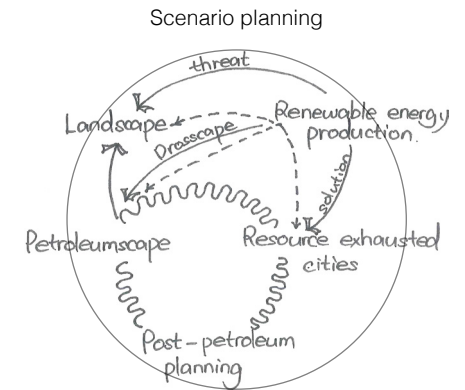 Scenario planning
threat
Landscape
Renewable energy
production.
Drosscape
solution
Petroleumscape
Resource exhausted
cities
Post-petroleum
planning